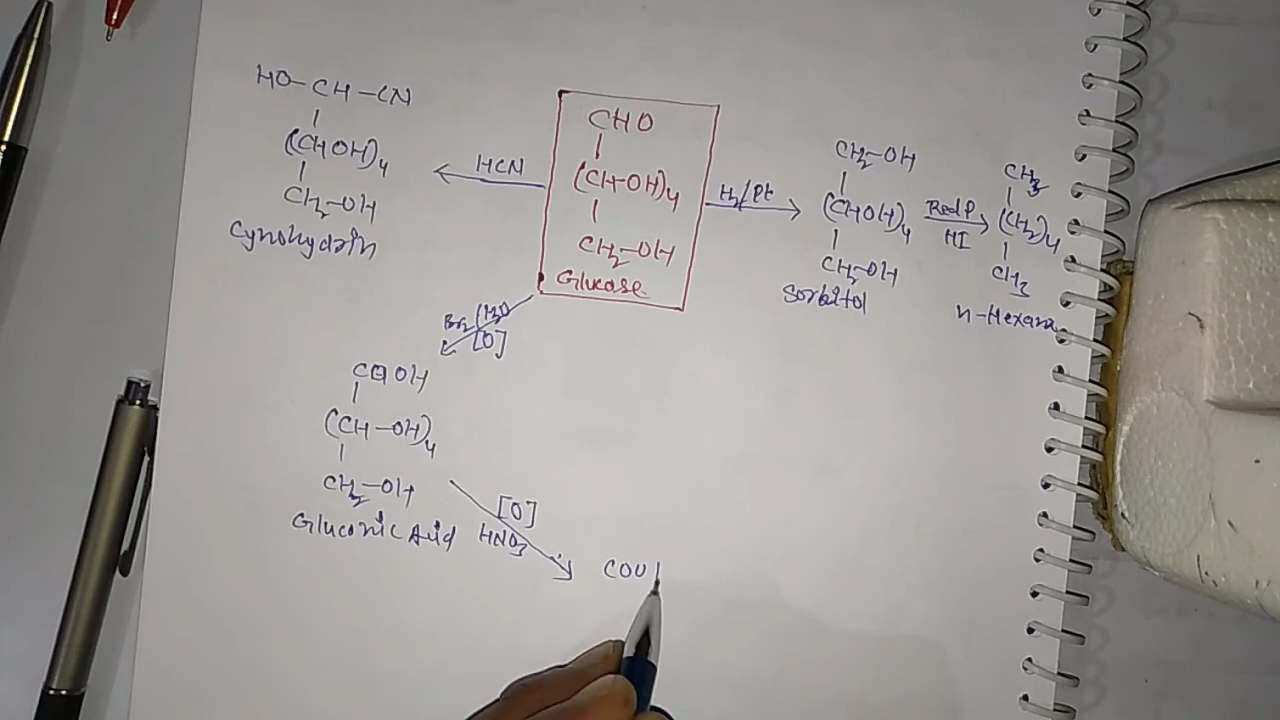 HO-CH-CN
(CHOH)4
CH2-OH
Cynohydrin
HCN
CHO
(CH-OH)4
CH2-OH
Glucose
H2/Pt
CH2-OH
(CHOH)4
CH2-OH
Sorbitol
Red P
HI
CH3
(CH2)4
CH3
n-Hexane
Br2/H2O
[O]
COOH
(CH-OH)4
CH2-OH
Gluconic Acid
[O]
HNO3
COO